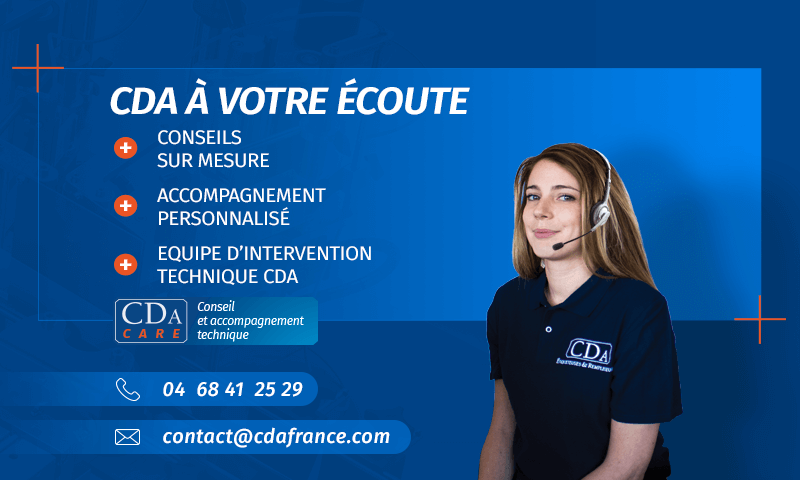 CDA À VOTRE ÉCOUTE
CONSEILS
SUR MESURE
ACCOMPAGNEMENT
PERSONNALISÉ
EQUIPE D’INTERVENTION
TECHNIQUE CDA
CDA
CARE
Conseil
et accompagnement
technique
04 68 41 25 29
contact@cdafrance.com
CDA